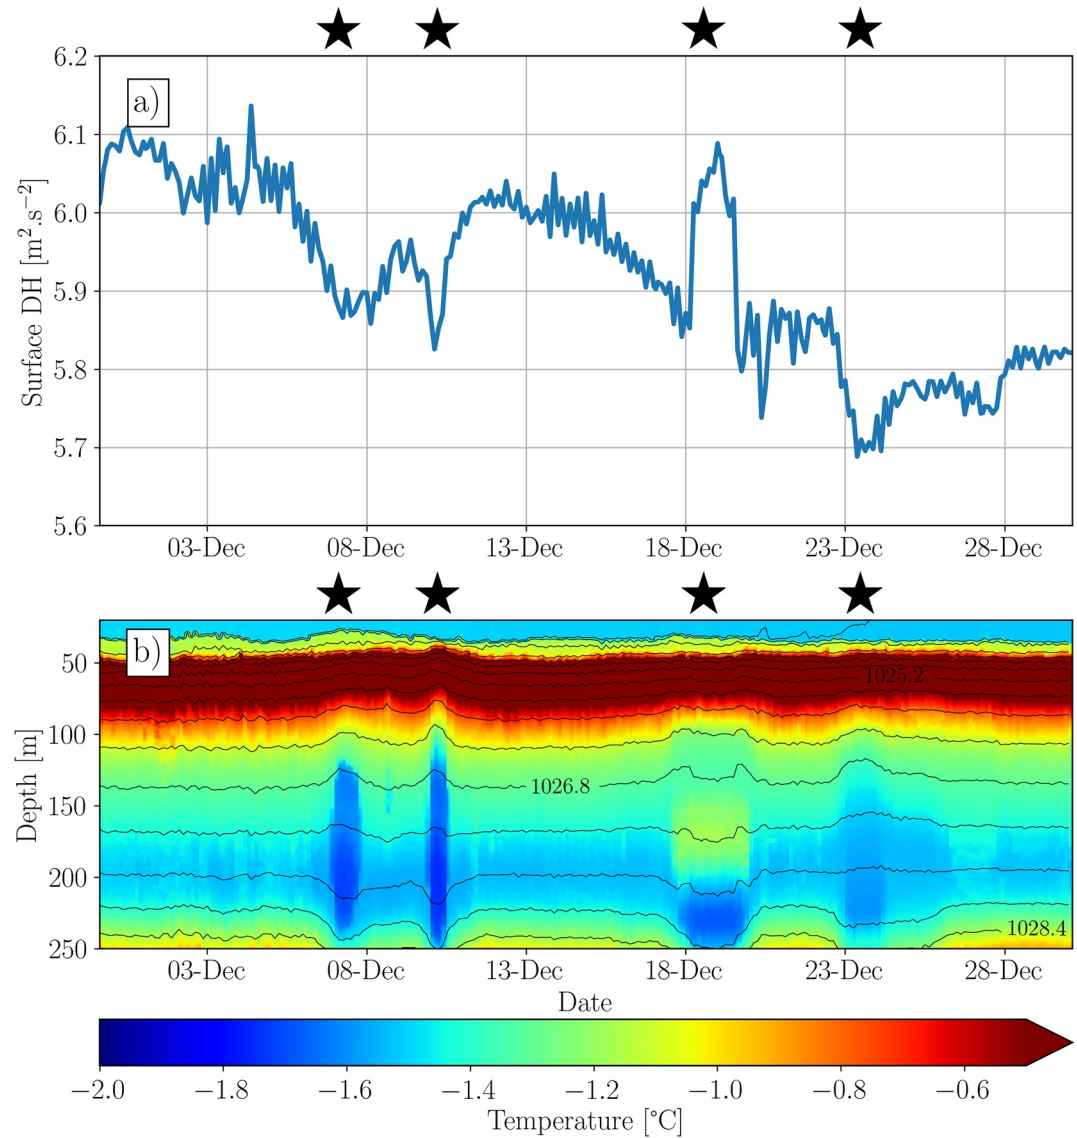 a)
6.2
6.1
6.0
5.9
5.8
5.7
5.6
Surface DH [m².s⁻²]
03-Dec 08-Dec 13-Dec 18-Dec 23-Dec 28-Dec
b)
50
100
150
200
250
Depth [m]
1025.2
1026.8
1028.4
03-Dec 08-Dec 13-Dec 18-Dec 23-Dec 28-Dec
Date
−2.0 −1.8 −1.6 −1.4 −1.2 −1.0 −0.8 −0.6
Temperature [°C]